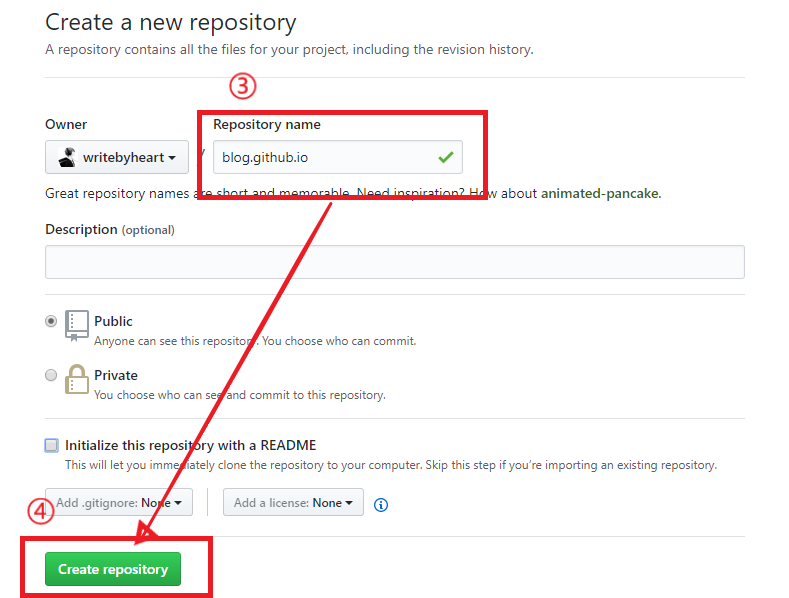 Create a new repository
A repository contains all the files for your project, including the revision history.
③
Owner
Repository name
writebyheart / blog.github.io
Great repository names are short and memorable. Need inspiration? How about animated-pancake.
Description (optional)
Public
Anyone can see this repository. You choose who can commit.
Private
You choose who can see and commit to this repository.
Initialize this repository with a README
This will let you immediately clone the repository to your computer. Skip this step if you’re importing an existing repository.
④
Add .gitignore: None
Add a license: None
Create repository